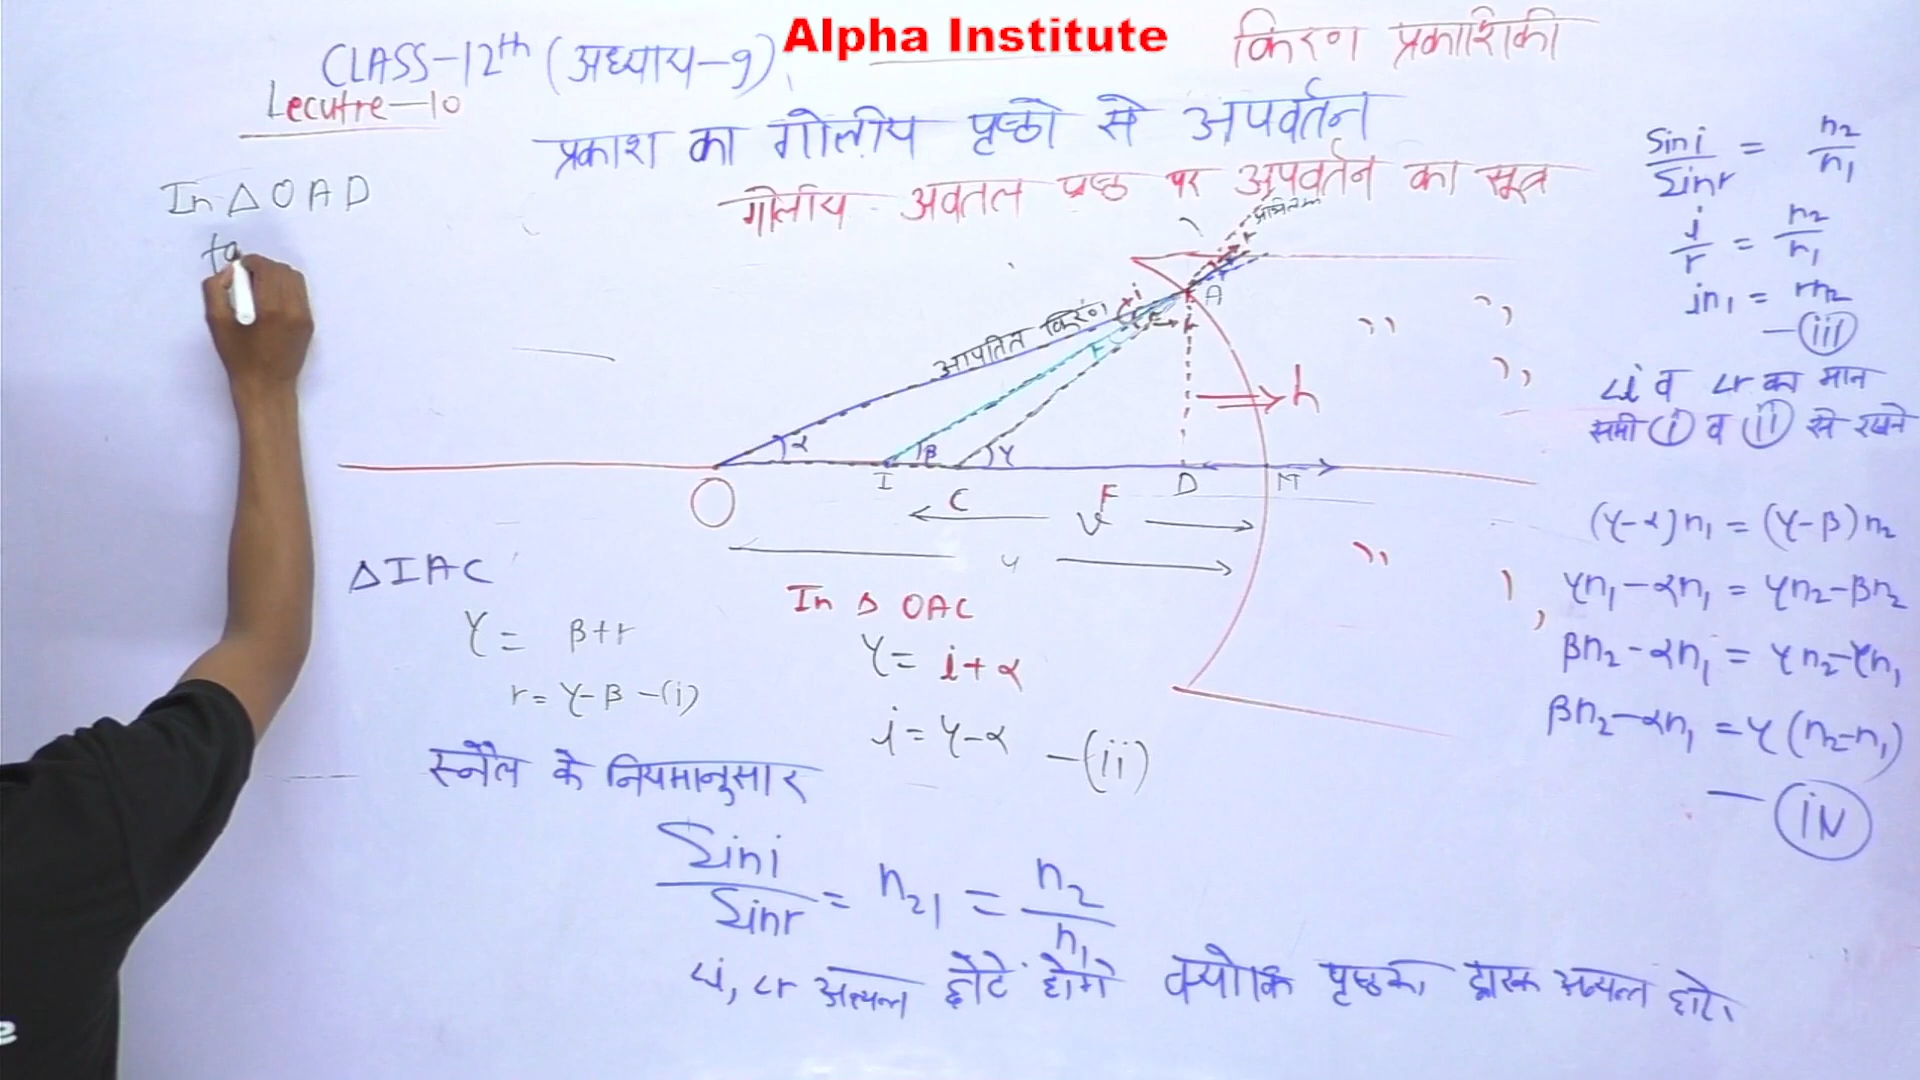 Alpha Institute
CLASS-12th (अध्याय-9)
किरण प्रकाशिकी
Lecutre-10
प्रकाश का गोलीय पृष्ठो से अपवर्तन
गोलीय अवतल प्रष्ठ पर अपवर्तन का सूत्र
In △OAD
ta
आपतित किरण
i
A
h
α
β
γ
O
I
C
F
D
M
v
u
△IAC
γ = β+r
r = γ-β -(i)
In △ OAC
γ = i+α
i = γ-α -(ii)
स्नैल के नियमानुसार
Sini/Sinr = n21 = n2/n1
∠i, ∠r अत्यन्त छोटे होगे क्योकि पृष्ठ का द्वारक अत्यन्त
Sini/Sinr = n2/n1
i/r = n2/n1
in1 = rn2
-(iii)
∠i व ∠r का मान
समी (i) व (ii) से रखने
(γ-α)n1 = (γ-β)n2
γn1-αn1 = γn2-βn2
βn2-αn1 = γn2-γn1
βn2-αn1 = γ(n2-n1)
-(iv)